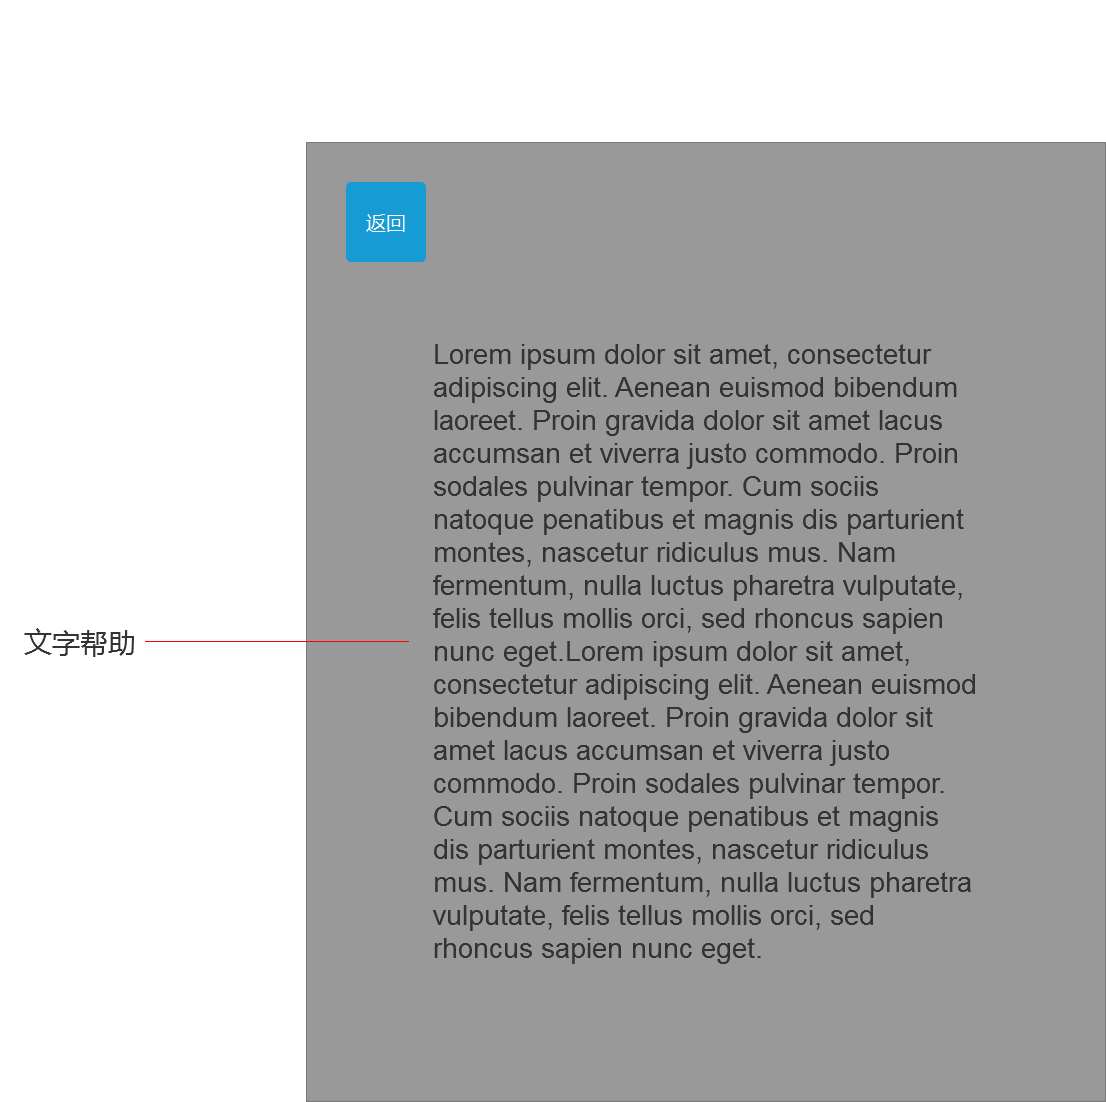 返回
Lorem ipsum dolor sit amet, consectetur
adipiscing elit. Aenean euismod bibendum
laoreet. Proin gravida dolor sit amet lacus
accumsan et viverra justo commodo. Proin
sodales pulvinar tempor. Cum sociis
natoque penatibus et magnis dis parturient
montes, nascetur ridiculus mus. Nam
fermentum, nulla luctus pharetra vulputate,
felis tellus mollis orci, sed rhoncus sapien
nunc eget.Lorem ipsum dolor sit amet,
consectetur adipiscing elit. Aenean euismod
bibendum laoreet. Proin gravida dolor sit
amet lacus accumsan et viverra justo
commodo. Proin sodales pulvinar tempor.
Cum sociis natoque penatibus et magnis
dis parturient montes, nascetur ridiculus
mus. Nam fermentum, nulla luctus pharetra
vulputate, felis tellus mollis orci, sed
rhoncus sapien nunc eget.
文字帮助